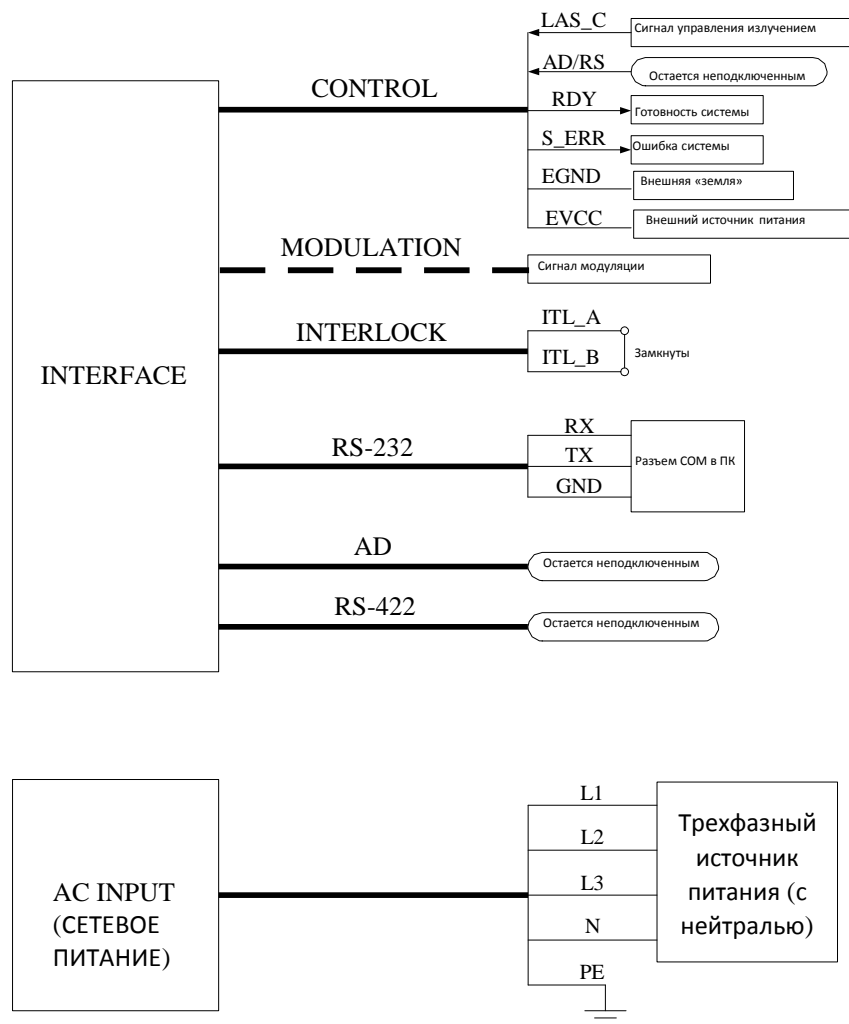 LAS_C
Сигнал управления излучением
AD/RS
Остается неподключенным
CONTROL
RDY
Готовность системы
S_ERR
Ошибка системы
EGND
Внешняя «земля»
EVCC
Внешний источник питания
MODULATION
Сигнал модуляции
INTERLOCK
ITL_A
ITL_B
Замкнуты
INTERFACE
RS-232
RX
TX
GND
Разъем COM в ПК
AD
Остается неподключенным
RS-422
Остается неподключенным
L1
L2
L3
N
PE
Трехфазный
источник
питания (с
нейтралью)
AC INPUT
(СЕТЕВОЕ
ПИТАНИЕ)